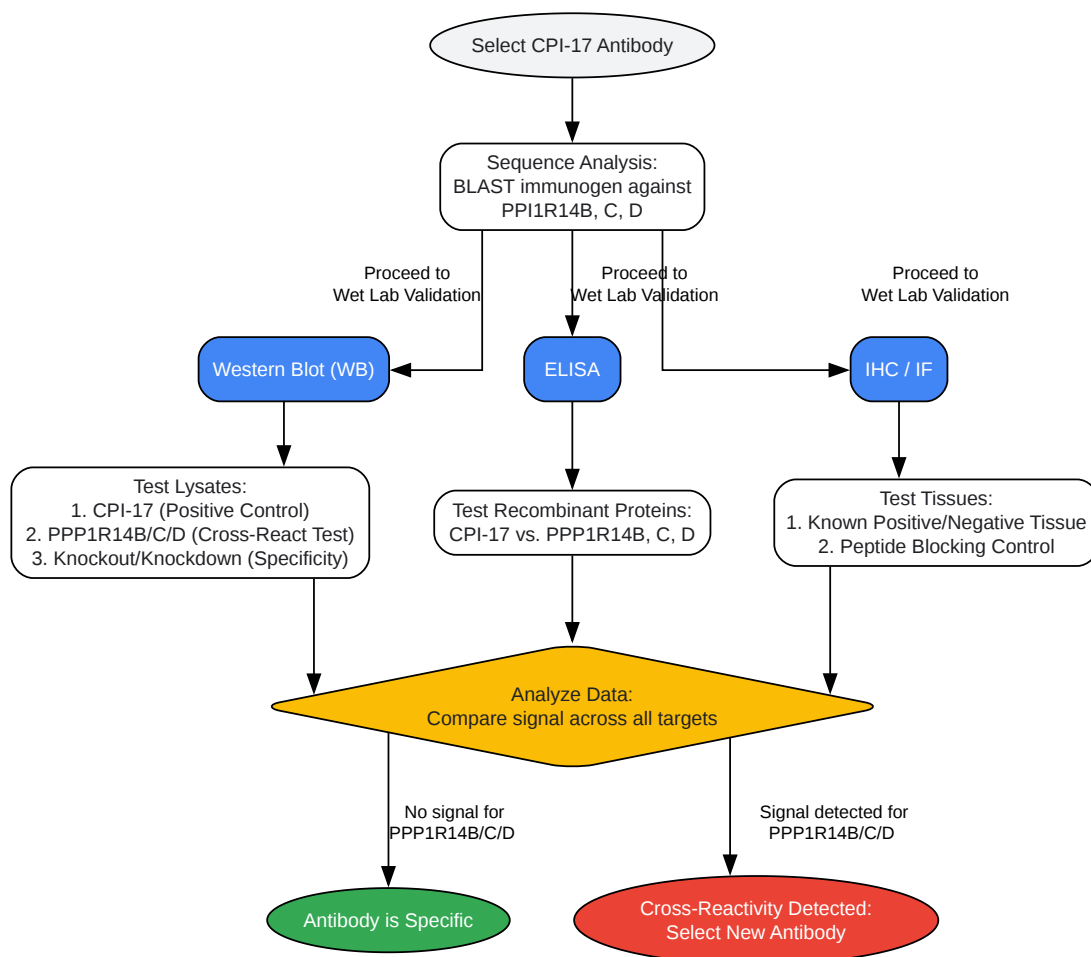 Select CPI-17 Antibody
Sequence Analysis:
BLAST immunogen against
PPI1R14B, C, D
Proceed to
Wet Lab Validation
Proceed to
Wet Lab Validation
Proceed to
Wet Lab Validation
Western Blot (WB)
ELISA
IHC / IF
Test Lysates:
1. CPI-17 (Positive Control)
2. PPP1R14B/C/D (Cross-React Test)
3. Knockout/Knockdown (Specificity)
Test Recombinant Proteins:
CPI-17 vs. PPP1R14B, C, D
Test Tissues:
1. Known Positive/Negative Tissue
2. Peptide Blocking Control
Analyze Data:
Compare signal across all targets
No signal for
PPP1R14B/C/D
Signal detected for
PPP1R14B/C/D
Antibody is Specific
Cross-Reactivity Detected:
Select New Antibody